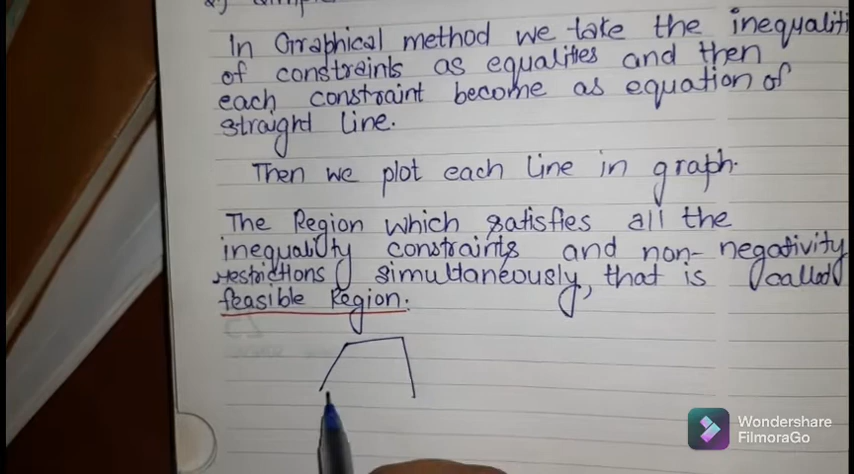 In Graphical method we take the inequaliti
of constraints as equalities and then
each constraint become as equation of
straight line.
Then we plot each line in graph.
The Region which satisfies all the
inequality constraints and non-negativity
restrictions simultaneously, that is called
feasible Region.
Wondershare
FilmoraGo